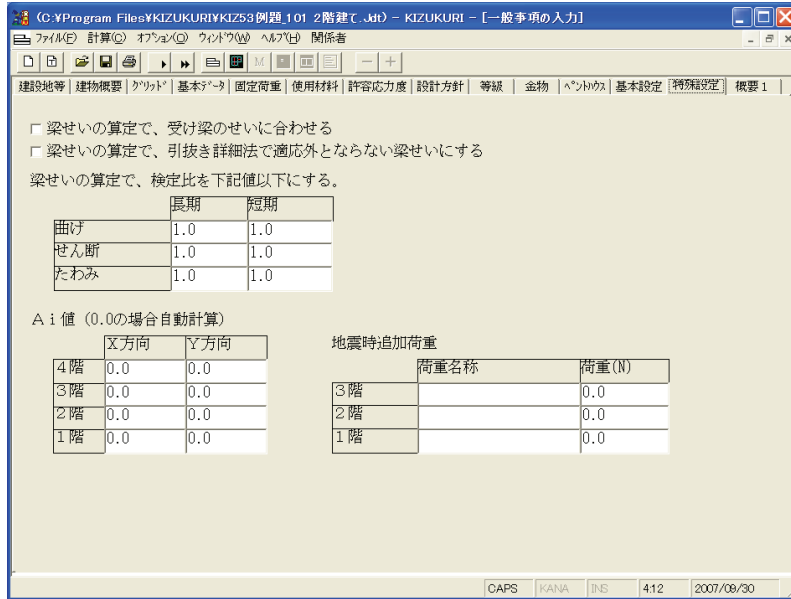 (C:¥Program Files¥KIZUKURI¥KIZ53例題_101 2階建て.Jdt) - KIZUKURI - [一般事項の入力]
ファイル(F) 計算(C) オプション(O) ウィンドウ(W) ヘルプ(H) 関係者
建設地等 建物概要 グリッド 基本データ 固定荷重 使用材料 許容応力度 設計方針 等級 金物 ペントハウス 基本設定 特殊設定 概要1
梁せいの算定で、受け梁のせいに合わせる
梁せいの算定で、引抜き詳細法で適応外とならない梁せいにする
梁せいの算定で、検定比を下記値以下にする。
長期 短期
曲げ 1.0 1.0
せん断 1.0 1.0
たわみ 1.0 1.0
Ai値 (0.0の場合自動計算)
X方向 Y方向
4階 0.0 0.0
3階 0.0 0.0
2階 0.0 0.0
1階 0.0 0.0
地震時追加荷重
荷重名称 荷重(N)
3階 0.0
2階 0.0
1階 0.0
CAPS KANA INS 4:12 2007/09/30